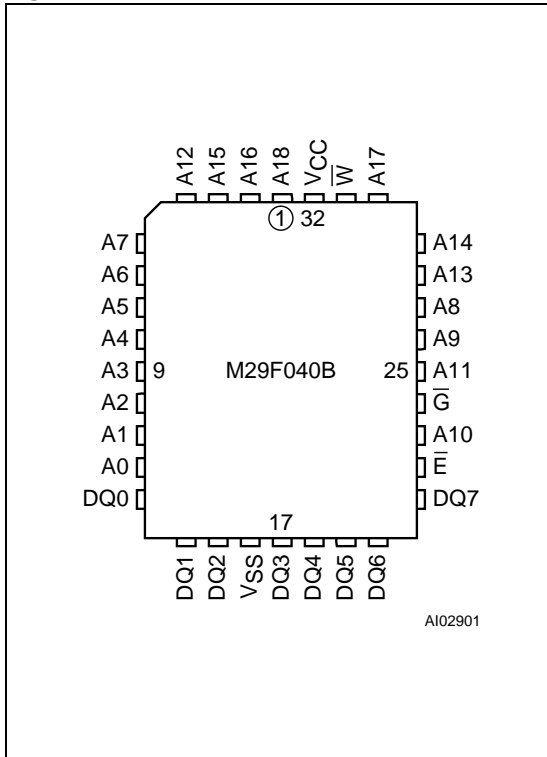 A12 A15 A16 A18 VCC W̅ A17
① 32
A7 A14
A6 A13
A5 A8
A4 A9
A3 9 M29F040B 25 A11
A2 G̅
A1 A10
A0 E̅
DQ0 DQ7
17
DQ1 DQ2 VSS DQ3 DQ4 DQ5 DQ6
AI02901